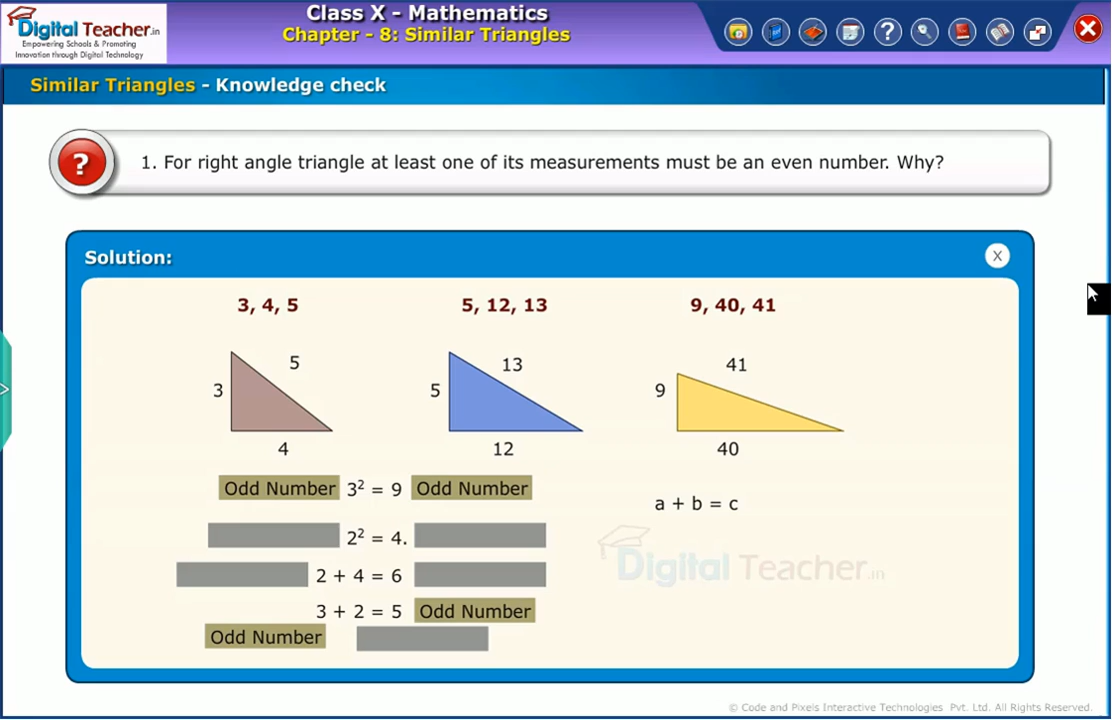 Digital Teacher.in
Empowering Schools & Promoting
Innovation through Digital Technology
Class X - Mathematics
Chapter - 8: Similar Triangles
Similar Triangles - Knowledge check
?
1. For right angle triangle at least one of its measurements must be an even number. Why?
Solution:
X
3, 4, 5
5, 12, 13
9, 40, 41
3
5
4
5
13
12
9
41
40
Odd Number 3² = 9 Odd Number
a + b = c
2² = 4.
2 + 4 = 6
3 + 2 = 5 Odd Number
Odd Number
Digital Teacher.in
© Code and Pixels Interactive Technologies Pvt. Ltd. All Rights Reserved.